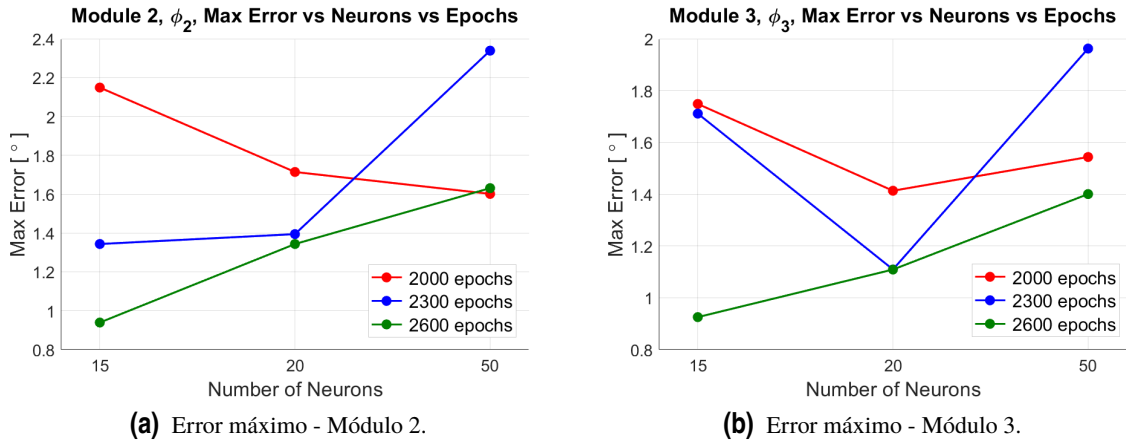 Module 2, ϕ2, Max Error vs Neurons vs Epochs
2.4
2.2
2
1.8
1.6
1.4
1.2
1
0.8
Max Error [ ° ]
15
20
50
Number of Neurons
2000 epochs
2300 epochs
2600 epochs
(a) Error máximo - Módulo 2.
Module 3, ϕ3, Max Error vs Neurons vs Epochs
2
1.8
1.6
1.4
1.2
1
0.8
Max Error [ ° ]
15
20
50
Number of Neurons
2000 epochs
2300 epochs
2600 epochs
(b) Error máximo - Módulo 3.